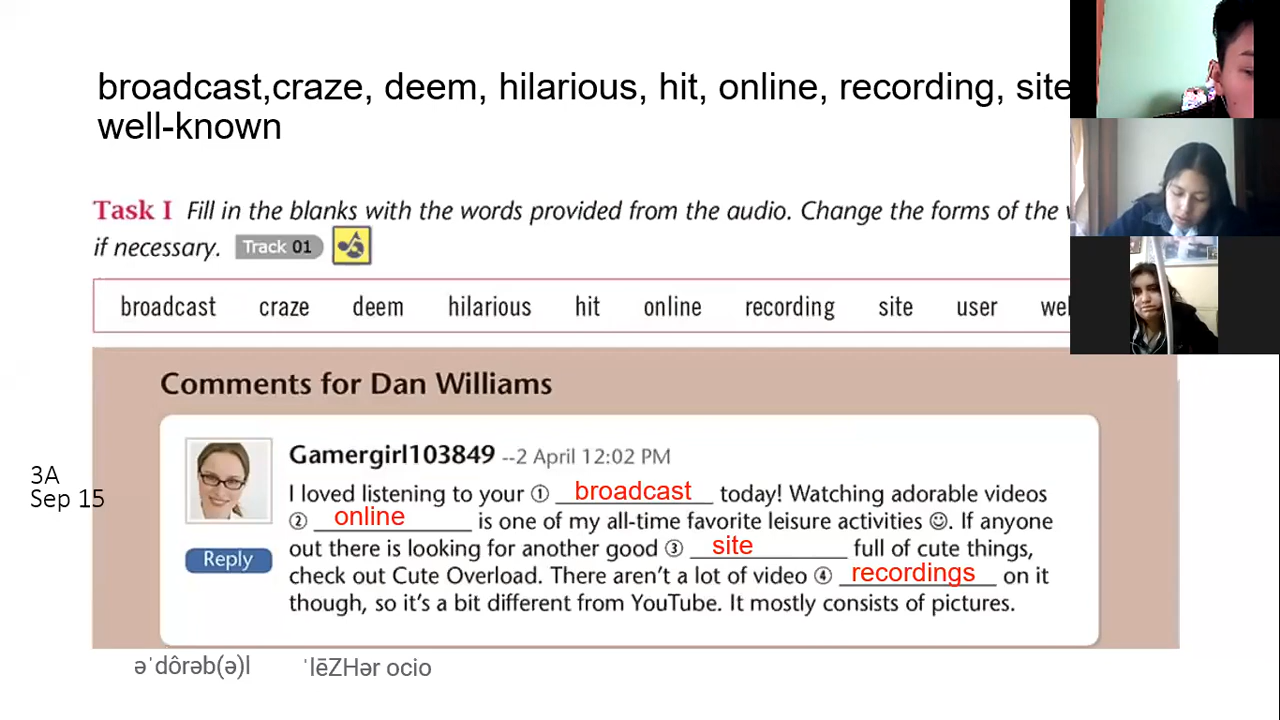 broadcast,craze, deem, hilarious, hit, online, recording, site
well-known
Task I Fill in the blanks with the words provided from the audio. Change the forms of the
if necessary. Track 01
broadcast craze deem hilarious hit online recording site user
Comments for Dan Williams
Gamergirl103849 --2 April 12:02 PM
I loved listening to your ① broadcast today! Watching adorable videos
② online is one of my all-time favorite leisure activities ☺. If anyone
out there is looking for another good ③ site full of cute things,
check out Cute Overload. There aren't a lot of video ④ recordings on it
though, so it's a bit different from YouTube. It mostly consists of pictures.
Reply
3A
Sep 15
əˈdôrəb(ə)l ˈlēZHər ocio